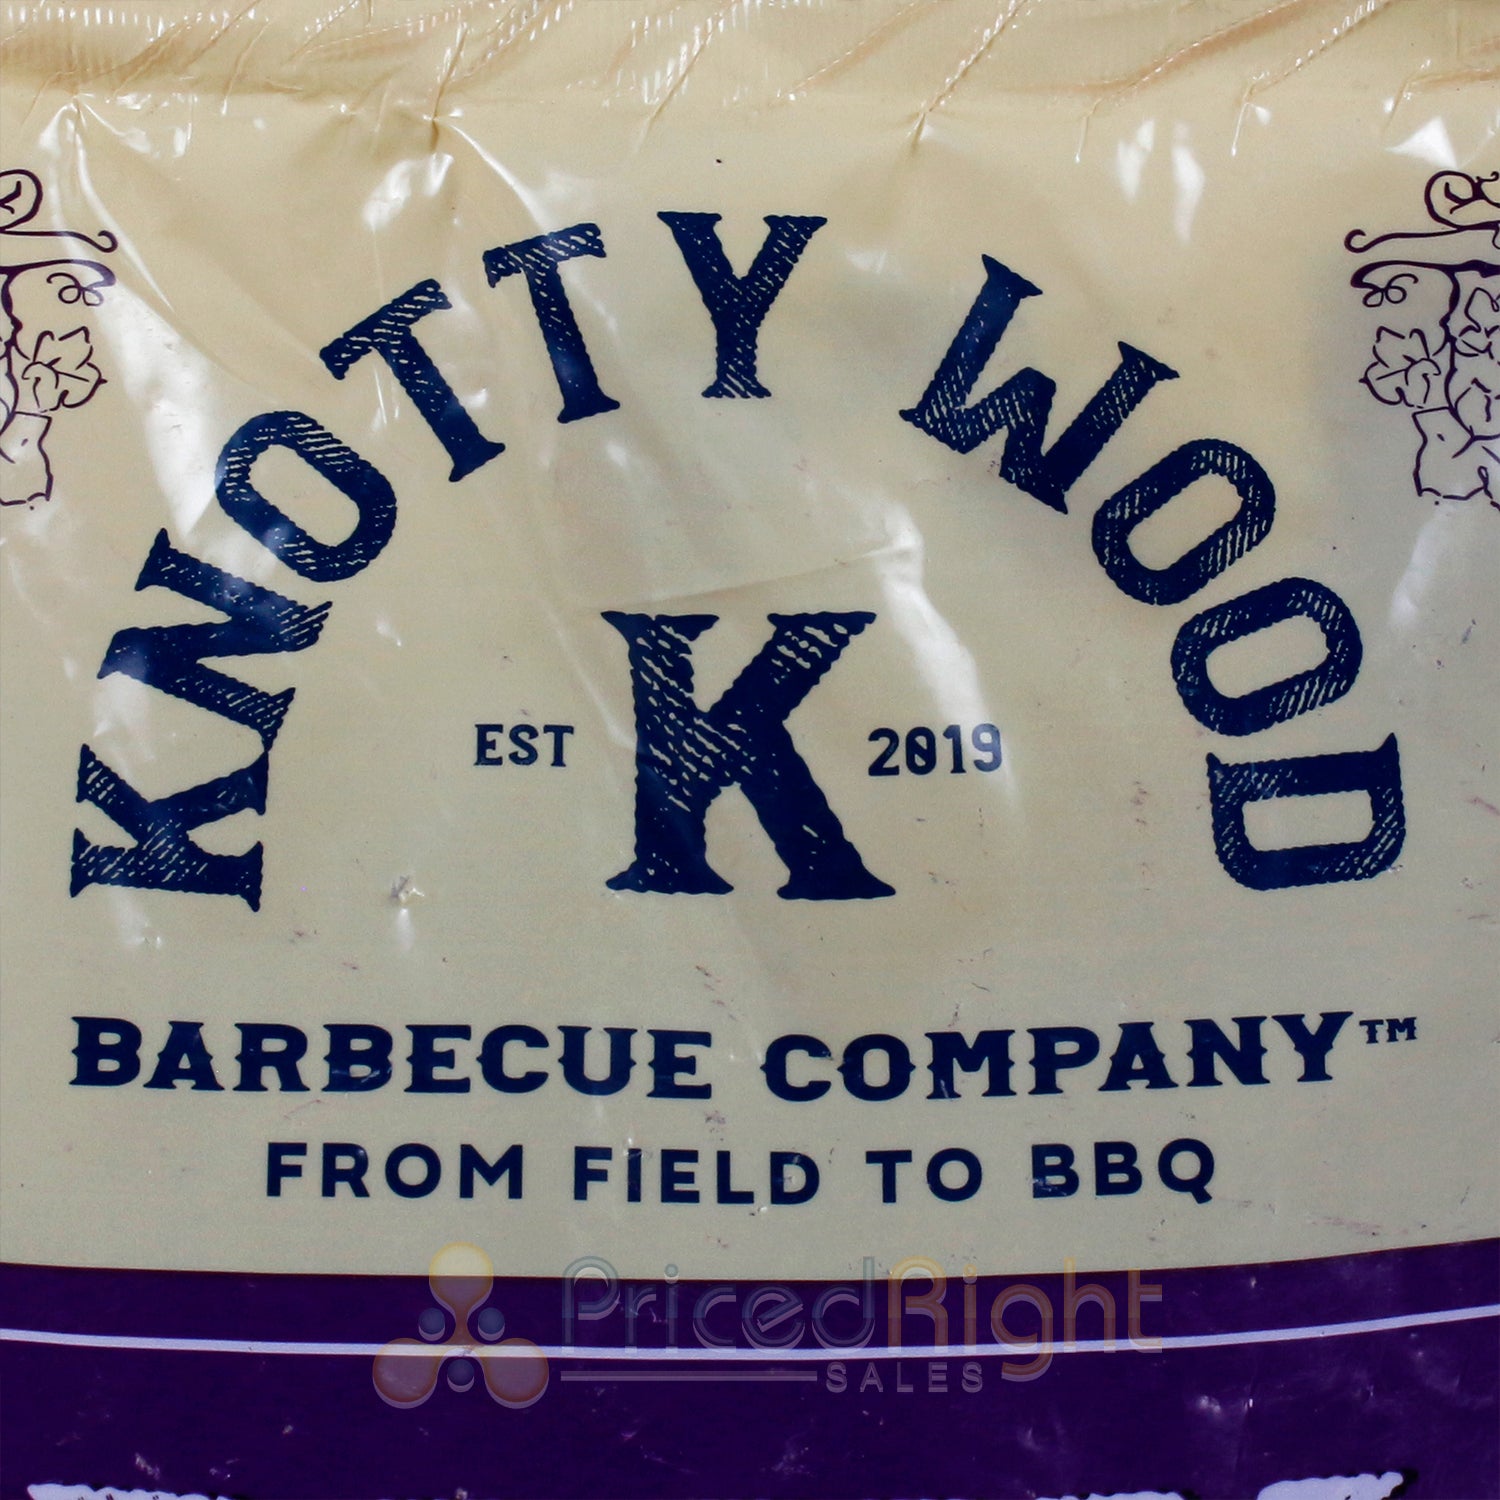 KNOTTY WOOD
EST K 2019
BARBECUE COMPANY™
FROM FIELD TO BBQ
PricedRight
SALES